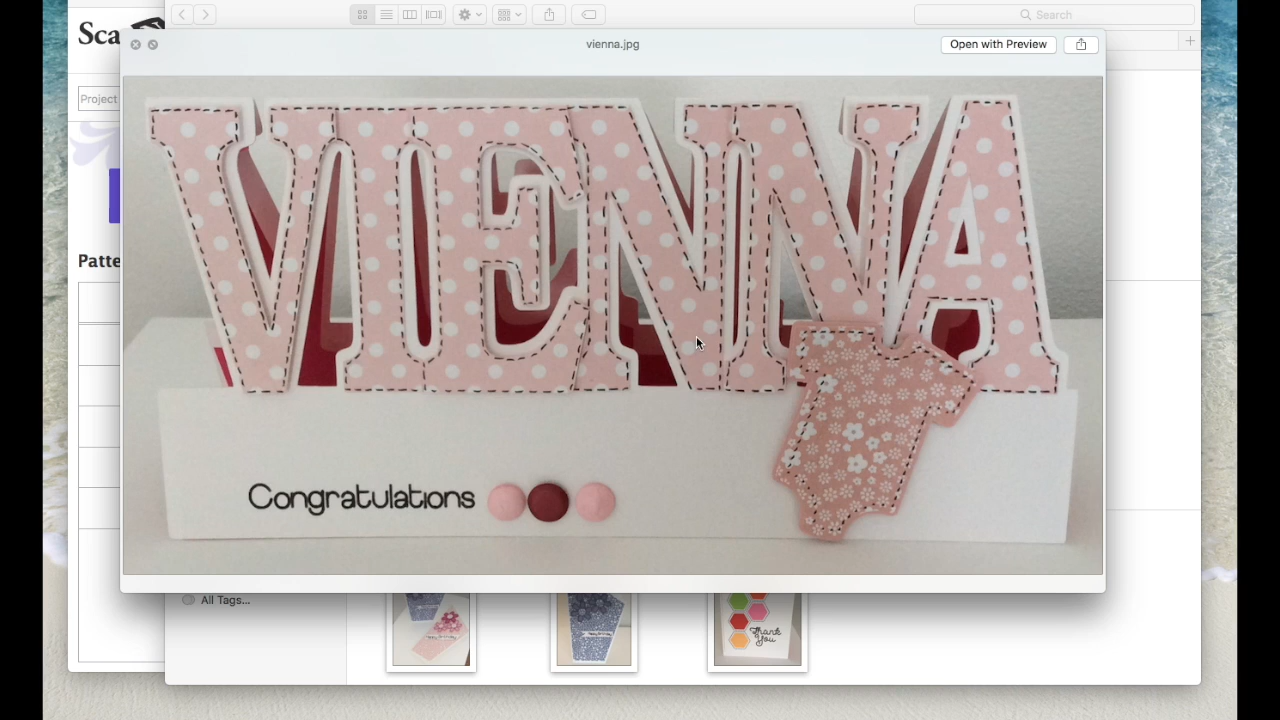 Sca
Search
vienna.jpg
Open with Preview
Project
VIENNA
Patte
Congratulations
All Tags...
Thank
You